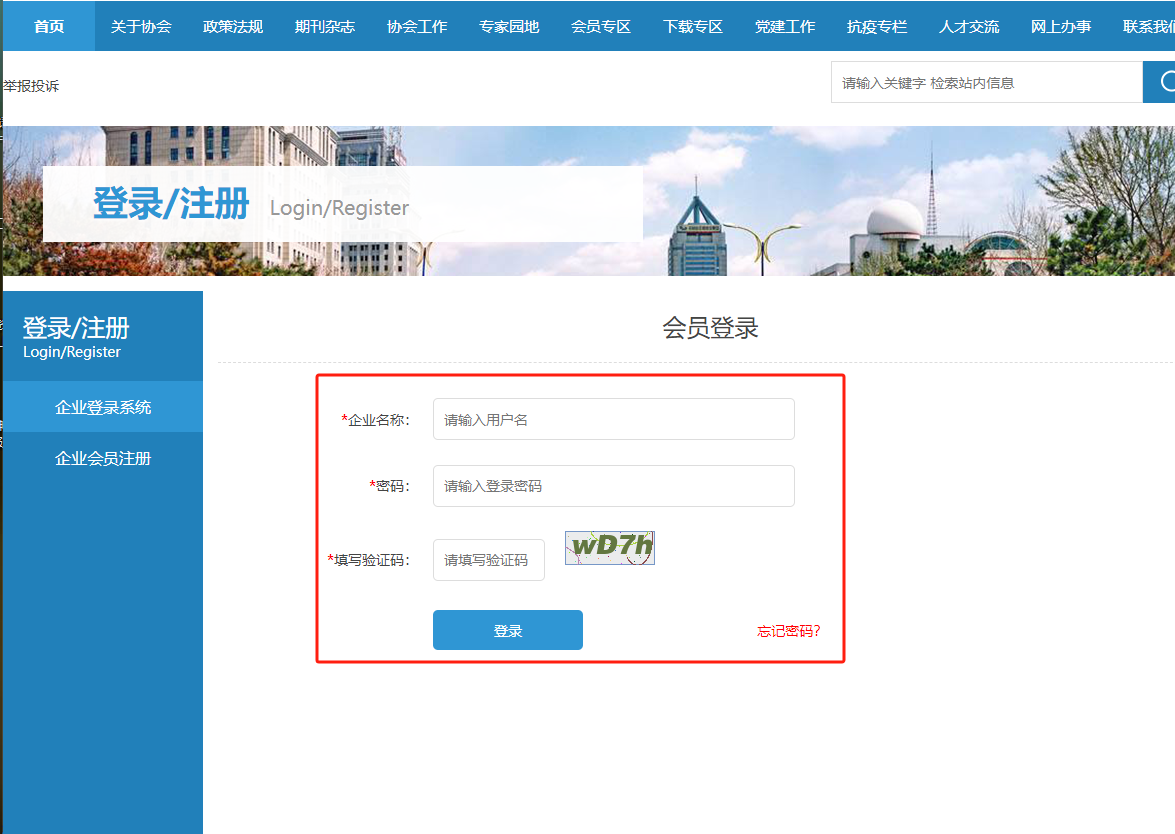 首页 关于协会 政策法规 期刊杂志 协会工作 专家园地 会员专区 下载专区 党建工作 抗疫专栏 人才交流 网上办事 联系我们
举报投诉 请输入关键字 检索站内信息
登录/注册 Login/Register
登录/注册
Login/Register
企业登录系统
企业会员注册
会员登录
*企业名称： 请输入用户名
*密码： 请输入登录密码
*填写验证码： 请填写验证码 wD7h
登录 忘记密码?